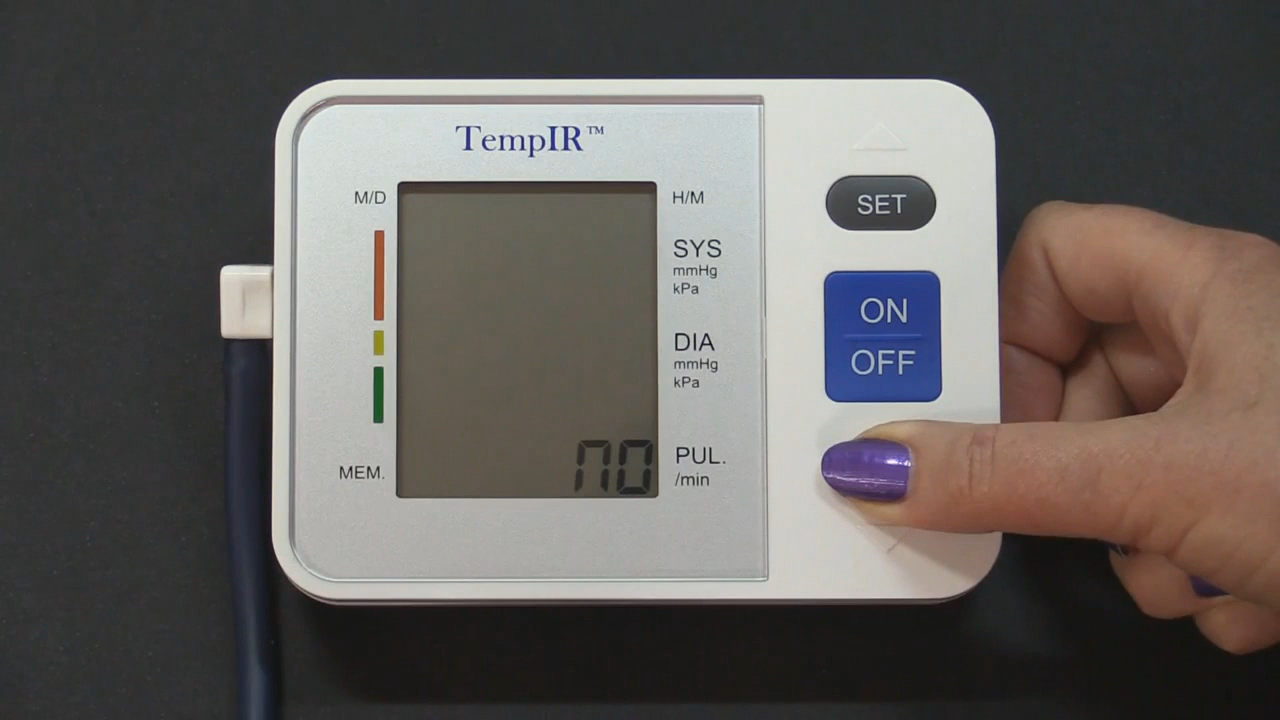 TempIR™
M/D
H/M
SYS
mmHg
kPa
DIA
mmHg
kPa
MEM.
no
PUL.
/min
SET
ON
OFF